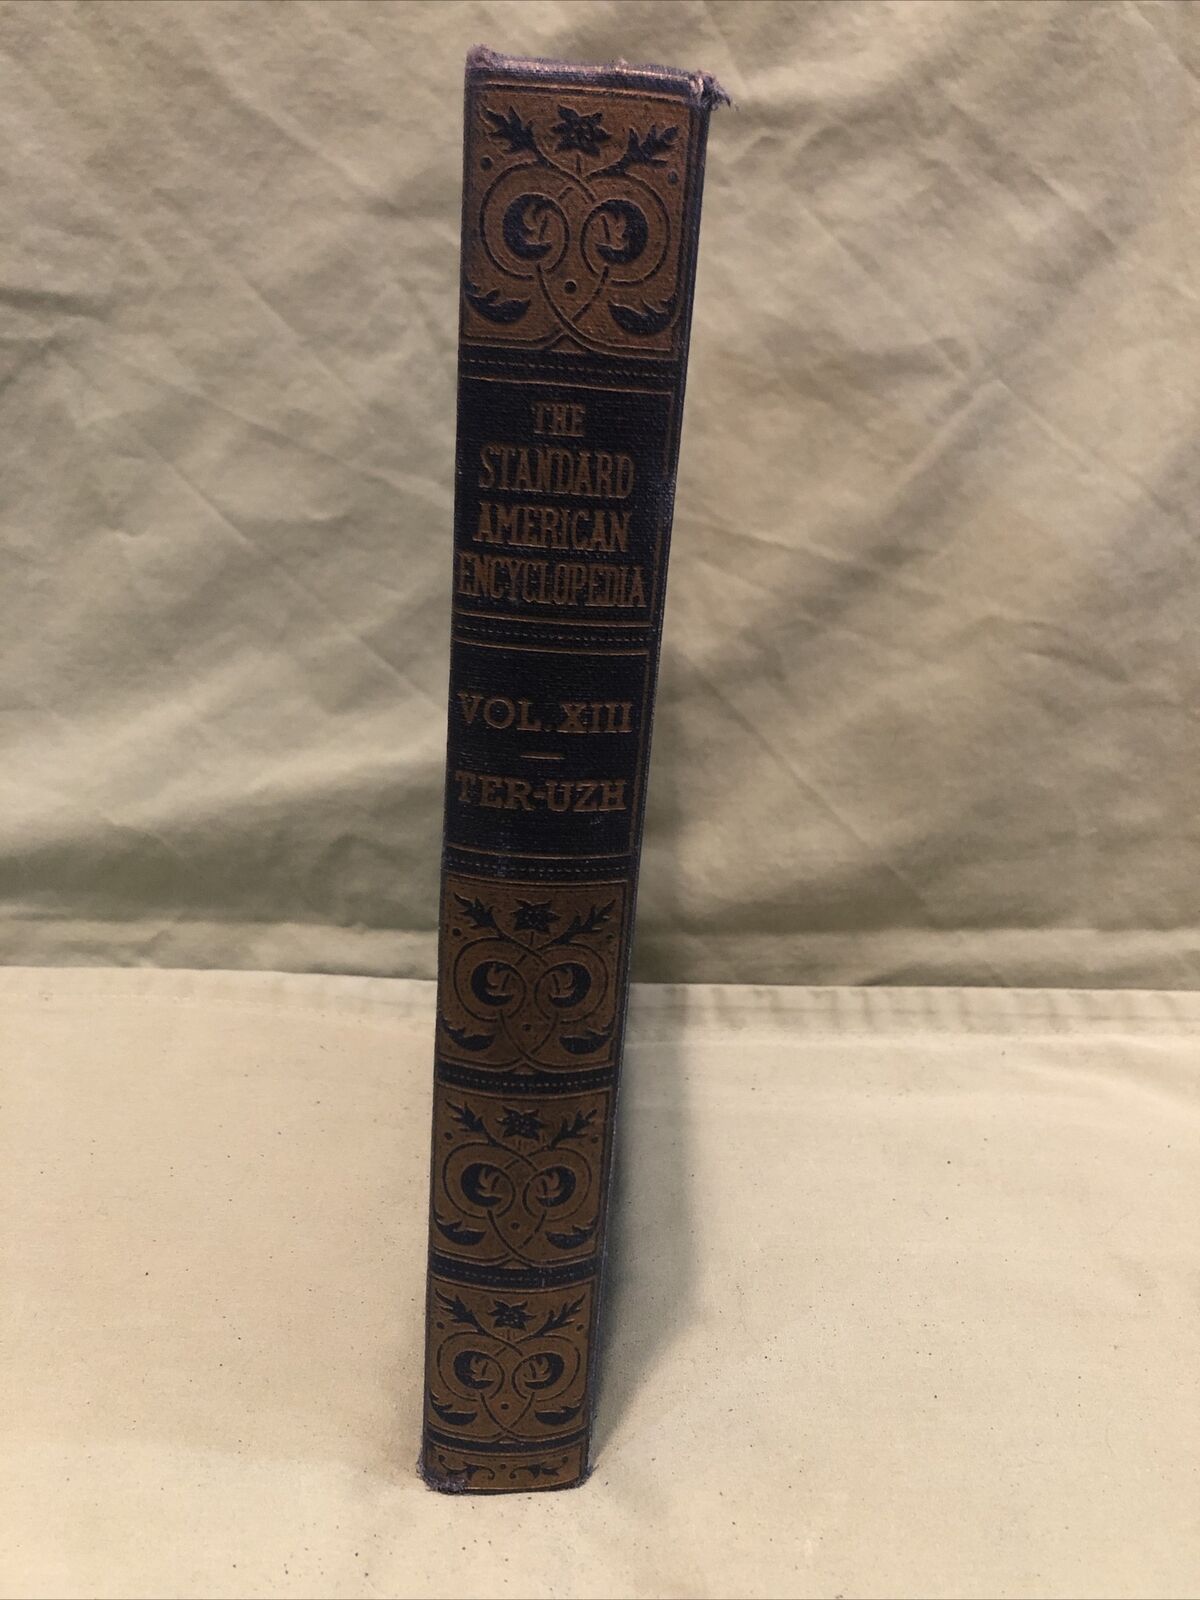 THE
STANDARD
AMERICAN
ENCYCLOPEDIA
VOL. XIII
TER-UZH